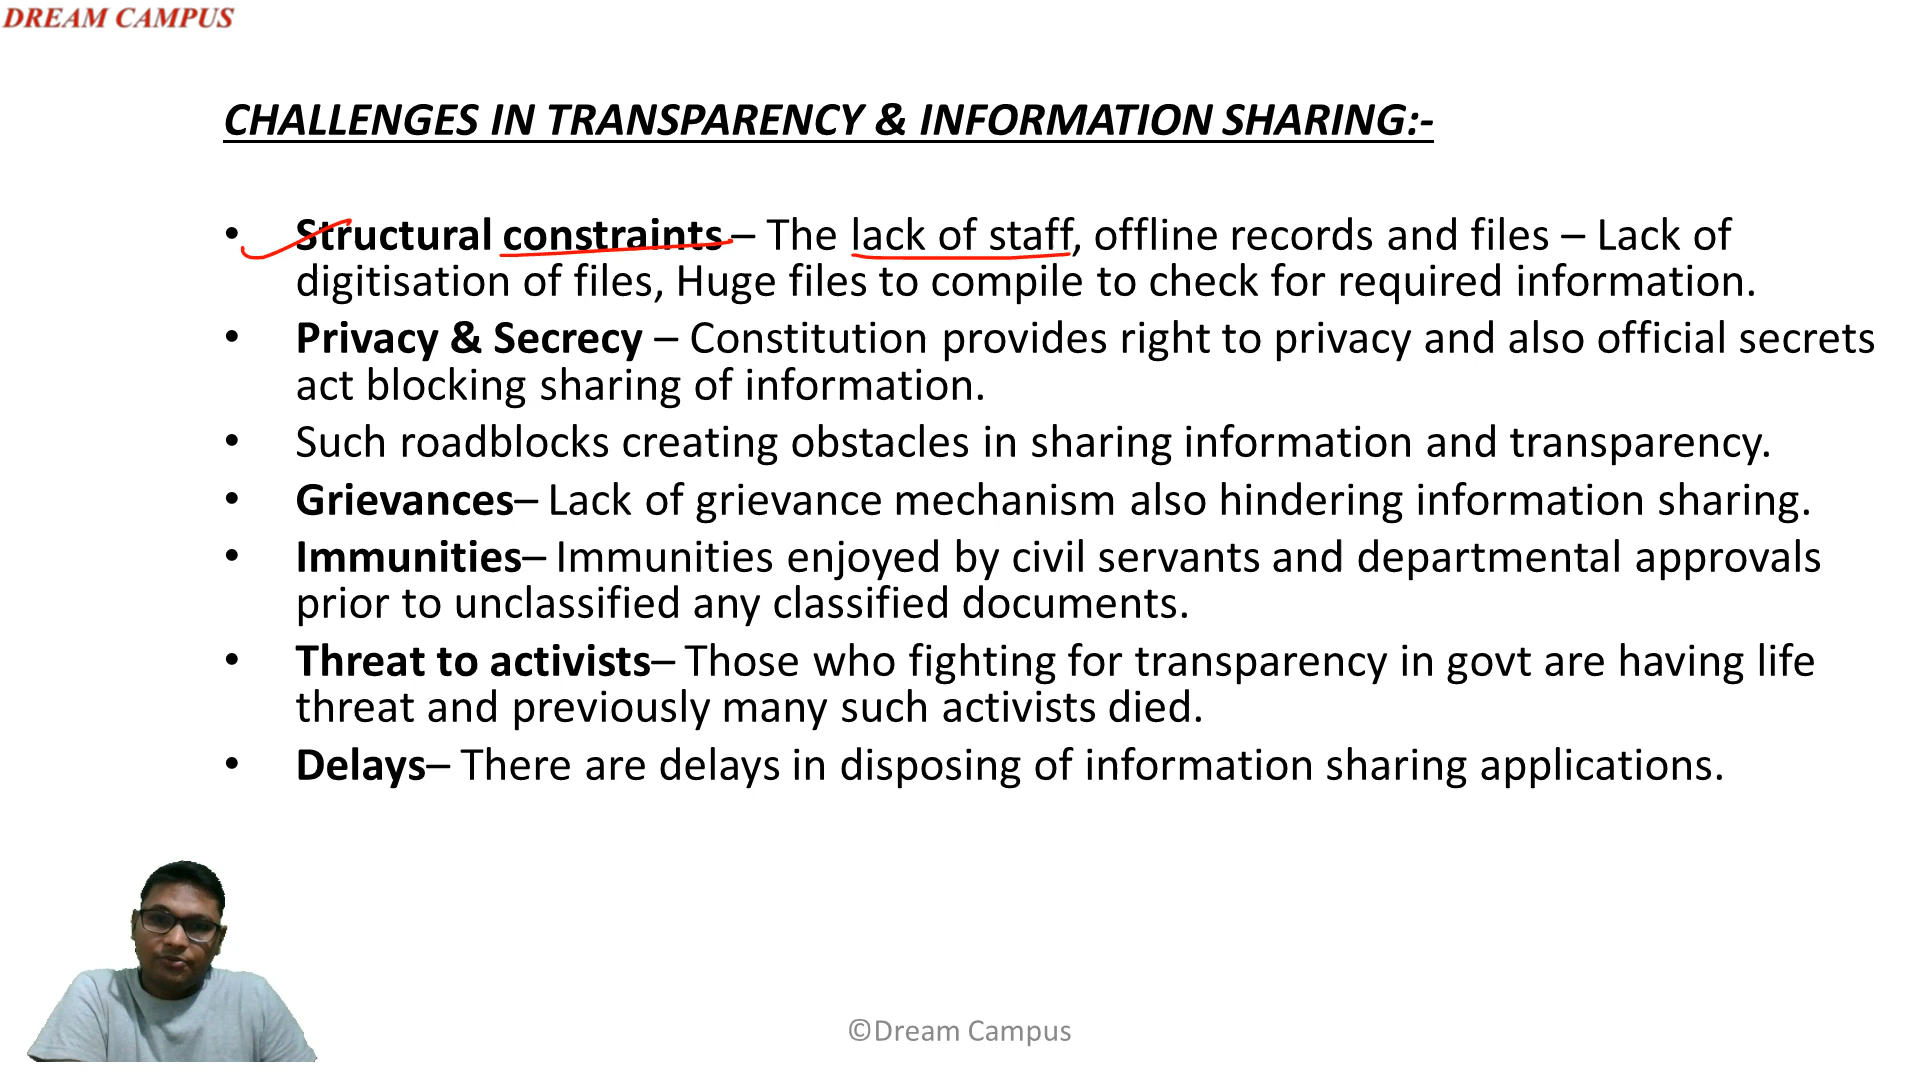 DREAM CAMPUS
CHALLENGES IN TRANSPARENCY & INFORMATION SHARING:-
• Structural constraints – The lack of staff, offline records and files – Lack of
digitisation of files, Huge files to compile to check for required information.
• Privacy & Secrecy – Constitution provides right to privacy and also official secrets
act blocking sharing of information.
• Such roadblocks creating obstacles in sharing information and transparency.
• Grievances– Lack of grievance mechanism also hindering information sharing.
• Immunities– Immunities enjoyed by civil servants and departmental approvals
prior to unclassified any classified documents.
• Threat to activists– Those who fighting for transparency in govt are having life
threat and previously many such activists died.
• Delays– There are delays in disposing of information sharing applications.
©Dream Campus